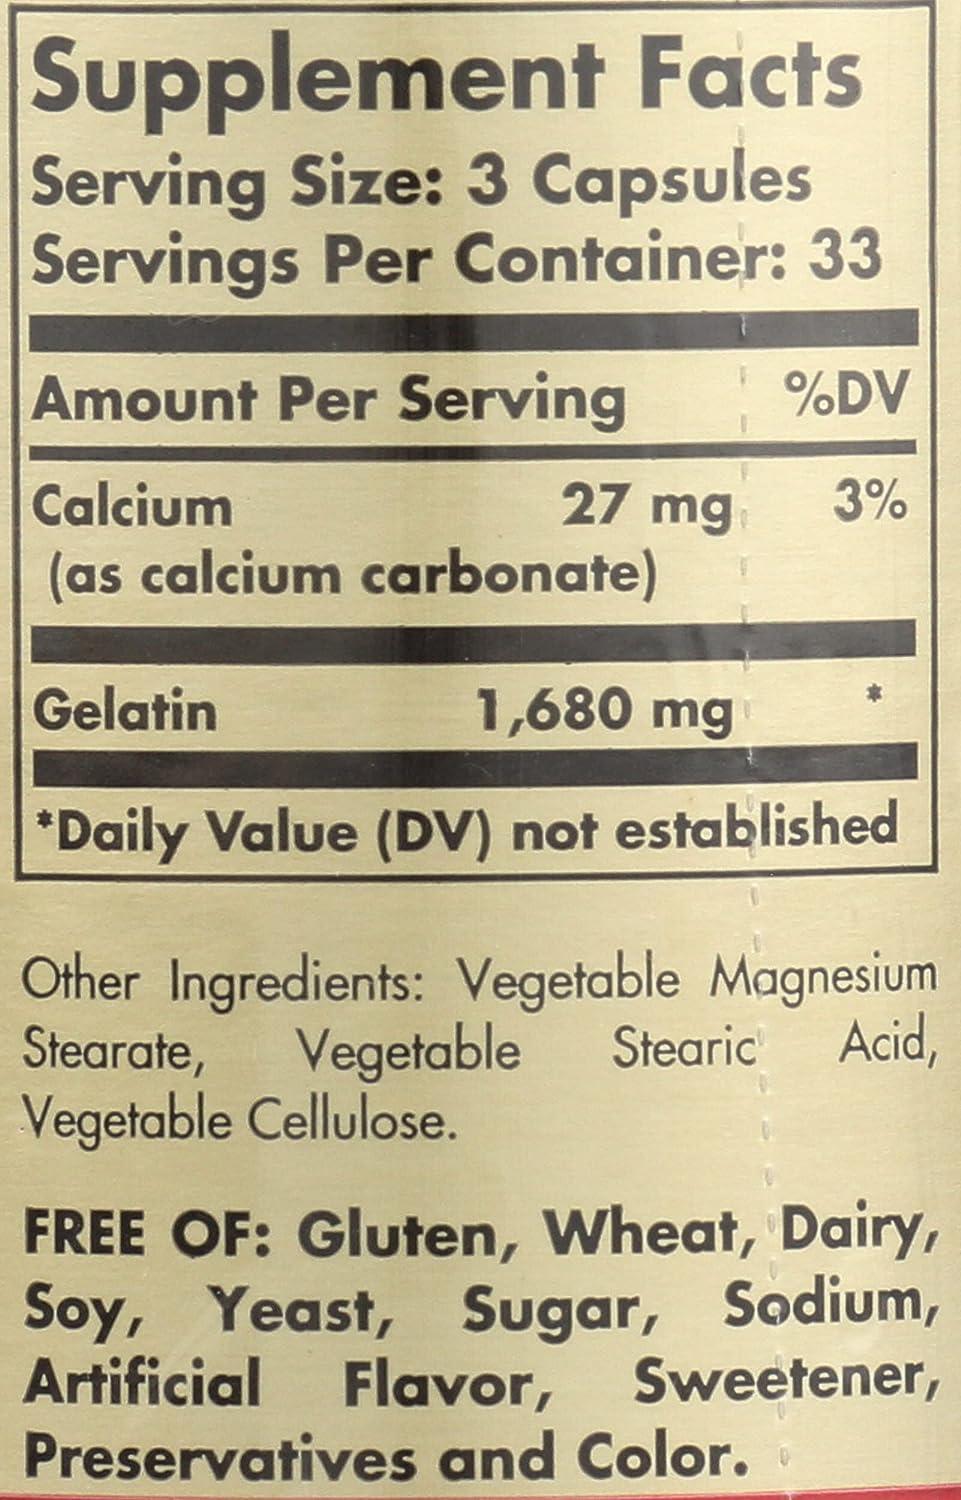 Supplement Facts
Serving Size: 3 Capsules
Servings Per Container: 33
Amount Per Serving %DV
Calcium 27 mg 3%
(as calcium carbonate)
Gelatin 1,680 mg *
*Daily Value (DV) not established
Other Ingredients: Vegetable Magnesium
Stearate, Vegetable Stearic Acid,
Vegetable Cellulose.
FREE OF: Gluten, Wheat, Dairy,
Soy, Yeast, Sugar, Sodium,
Artificial Flavor, Sweetener,
Preservatives and Color.